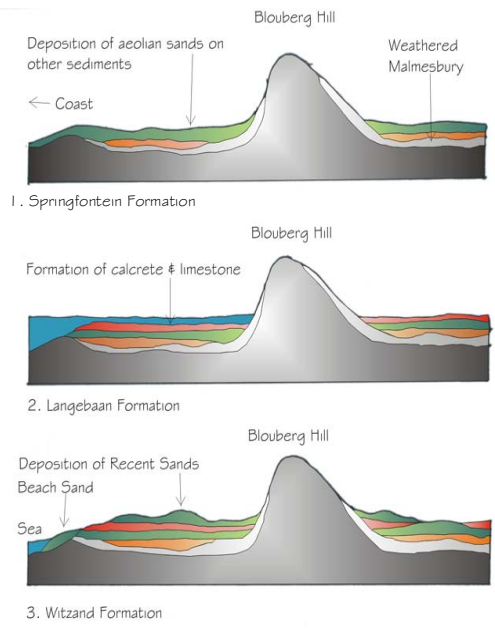 Blouberg Hill
Deposition of aeolian sands on
other sediments
Weathered
Malmesbury
← Coast
1. Springfontein Formation
Blouberg Hill
Formation of calcrete & limestone
2. Langebaan Formation
Blouberg Hill
Deposition of Recent Sands
Beach Sand
Sea
3. Witzand Formation